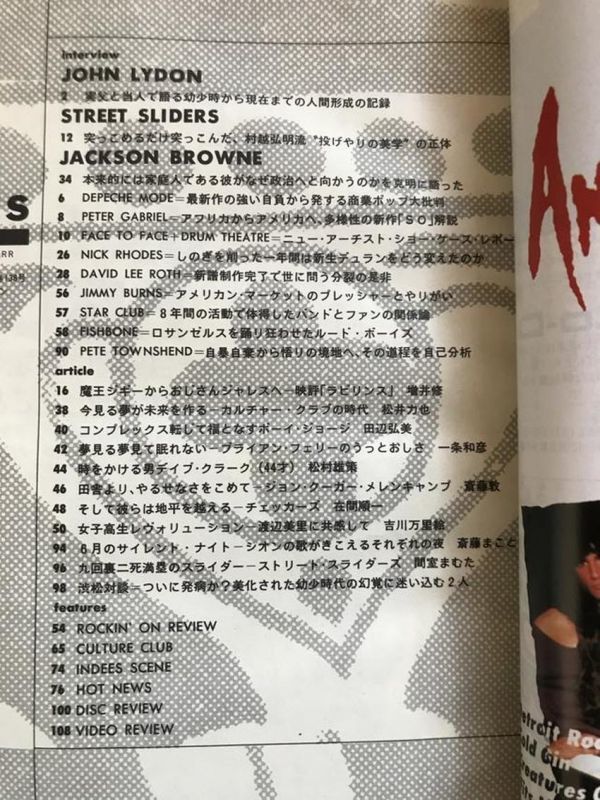 interview
JOHN LYDON
2 実父と当人で語る幼少時から現在までの人間形成の記録
STREET SLIDERS
12 突っこめるだけ突っこんだ、村越弘明流“投げやりの美学”の正体
JACKSON BROWNE
34 本来的には家庭人である彼がなぜ政治へと向かうのかを克明に語った
6 DEPECHE MODE=最新作の強い自負から発する商業ポップ大批判
8 PETER GABRIEL=アフリカからアメリカへ、多様性の新作「SO」解説
10 FACE TO FACE+DRUM THEATRE=ニュー・アーチスト・ショー・ケース・レポー
26 NICK RHODES=しのぎを削った一年間は新生デュランをどう変えたのか
28 DAVID LEE ROTH=新譜制作完了で世に問う分裂の是非
56 JIMMY BURNS=アメリカン・マーケットのプレッシャーとやりがい
57 STAR CLUB=8年間の活動で体得したバンドとファンの関係論
58 FISHBONE=ロサンゼルスを踊り狂わせたルード・ボーイズ
90 PETE TOWNSHEND=自暴自棄から悟りの境地へ、その道程を自己分析
article
16 魔王ジギーからおじさんジャレスへ–映評「ラビリンス」 増井修
38 今見る夢が未来を作る–カルチャー・クラブの時代 松井力也
40 コンプレックス転して福となすボーイ・ジョージ 田辺弘美
42 夢見る夢見て眠れない–ブライアン・フェリーのうっとおしさ 一条和彦
44 時をかける男デイブ・クラーク(44才) 松村雄策
46 田舎より、やるせなさをこめて–ジョン・クーガー・メレンキャンプ 斎藤敦
48 そして彼らは地平を越える–チェッカーズ 在間順一
50 女子高生レヴォリューション–渡辺美里に共感して 吉川万里絵
94 6月のサイレント・ナイト–シオンの歌がきこえるそれぞれの夜 斎藤まこと
96 九回裏二死満塁のスライダー–ストリート・スライダーズ 間室まむた
98 渋松対談=ついに発病か?美化された幼少時代の幻覚に迷い込む2人
features
54 ROCKIN' ON REVIEW
65 CULTURE CLUB
74 INDEES SCENE
76 HOT NEWS
100 DISC REVIEW
108 VIDEO REVIEW
S
RR
138号
AN
etroit Roc
old Gin
reatures O